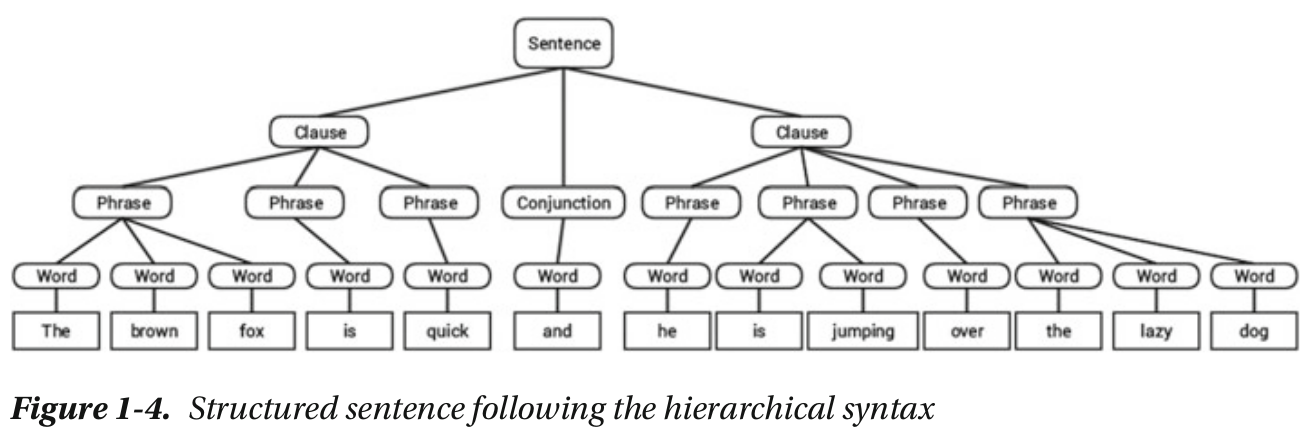 Sentence
Clause Clause
Phrase Phrase Phrase Conjunction Phrase Phrase Phrase Phrase
Word Word Word Word Word Word Word Word Word Word Word Word Word
The brown fox is quick and he is jumping over the lazy dog
Figure 1-4. Structured sentence following the hierarchical syntax